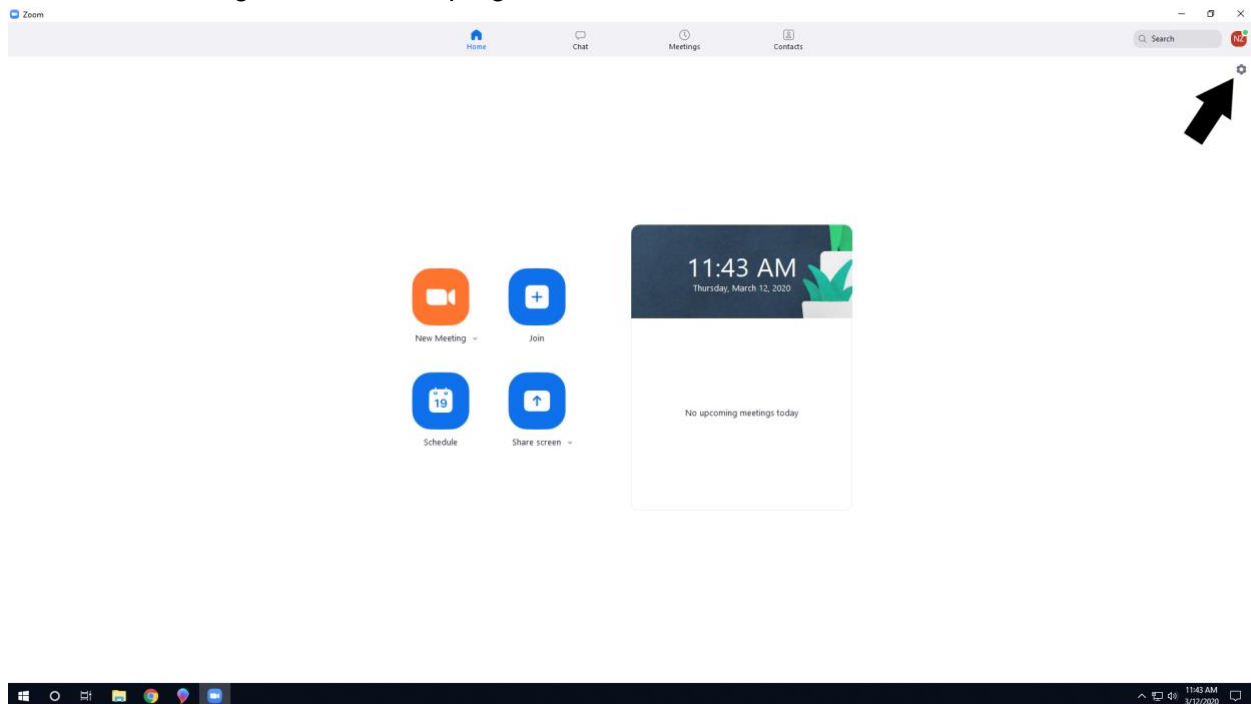 Zoom
Home
Chat
Meetings
Contacts
Search
NZ
11:43 AM
Thursday, March 12, 2020
New Meeting
Join
19
Schedule
Share screen
No upcoming meetings today
11:43 AM
3/12/2020